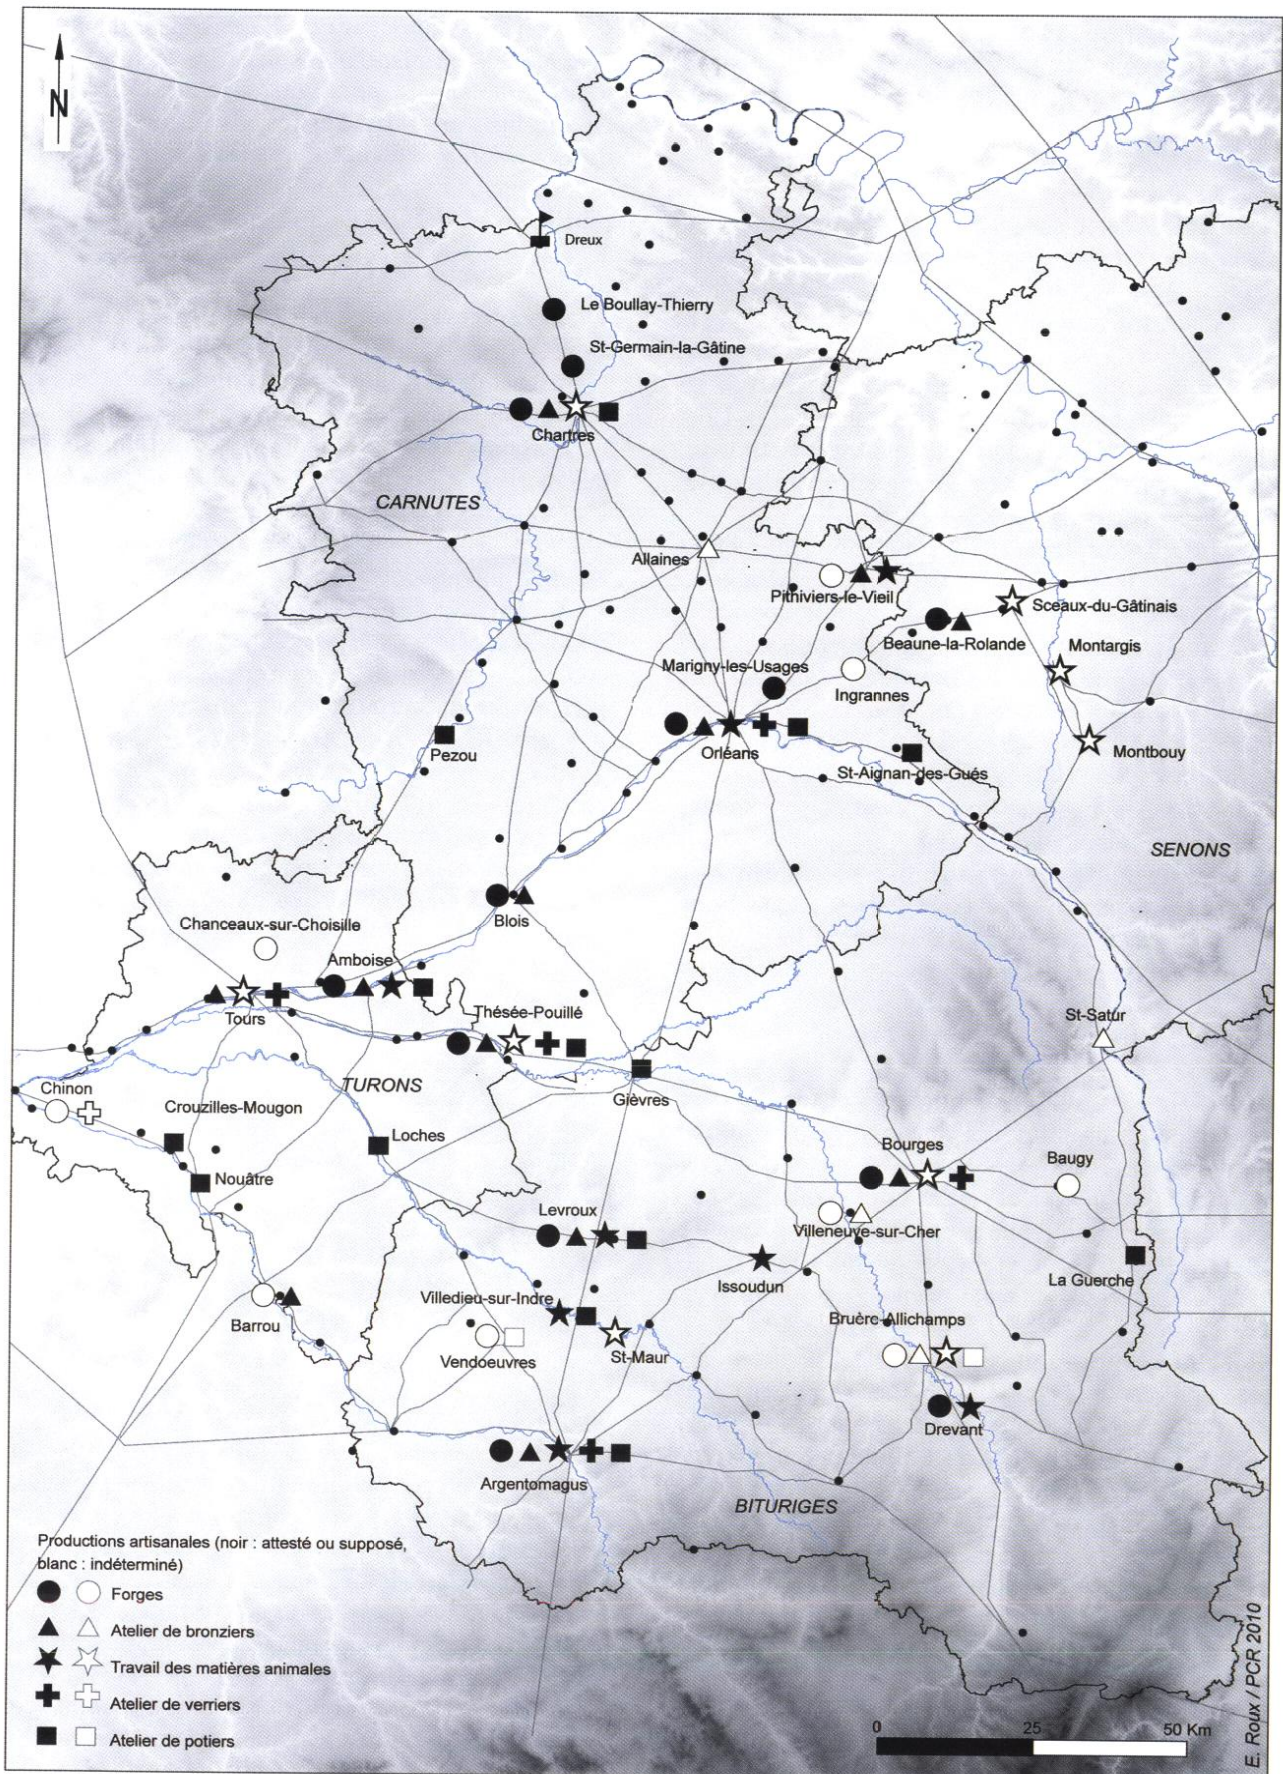 N
Dreux
Le Boullay-Thierry
St-Germain-la-Gâtine
Chartres
CARNUTES
Allaines
Pithiviers-le-Vieil
Sceaux-du-Gâtinais
Beaune-la-Rolande
Montargis
Marigny-les-Usages
Ingrannes
Orléans
Pezou
Montbouy
St-Aignan-des-Gués
SENONS
Blois
Chanceaux-sur-Choisille
Amboise
Tours
Thésée-Pouillé
St-Satur
TURONS
Chinon
Gièvres
Crouzilles-Mougon
Loches
Nouâtre
Bourges
Baugy
Levroux
Villeneuve-sur-Cher
Issoudun
La Guerche
Villedieu-sur-Indre
Barrou
Bruère-Allichamps
Vendoeuvres
St-Maur
Drevant
Argentomagus
BITURIGES
Productions artisanales (noir : attesté ou supposé,
blanc : indéterminé)
Forges
Atelier de bronziers
Travail des matières animales
Atelier de verriers
Atelier de potiers
0 25 50 Km
E. Roux / PCR 2010